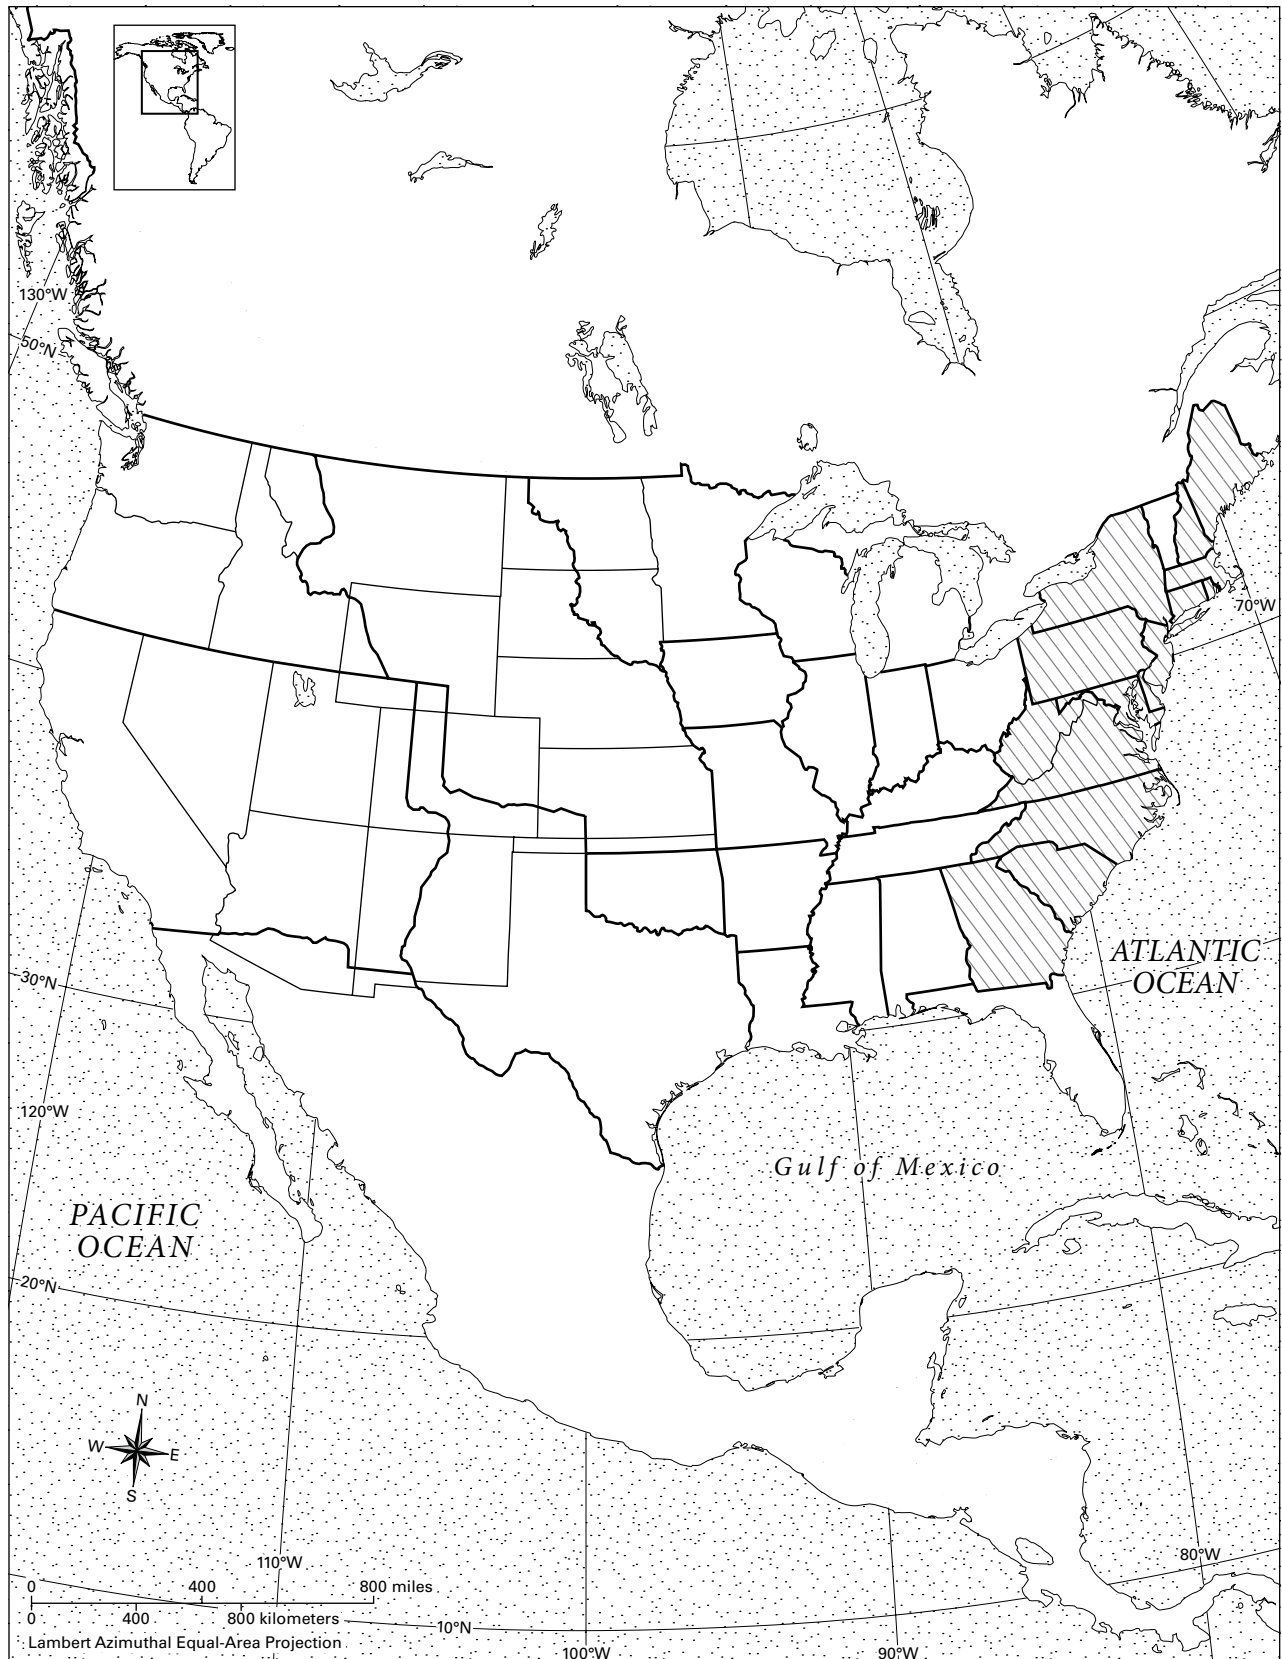 130°W
50°N
70°W
ATLANTIC
OCEAN
30°N
120°W
Gulf of Mexico
PACIFIC
OCEAN
20°N
N
W
E
S
110°W
80°W
0
400
800 miles
0
400
800 kilometers
10°N
Lambert Azimuthal Equal-Area Projection
100°W
90°W